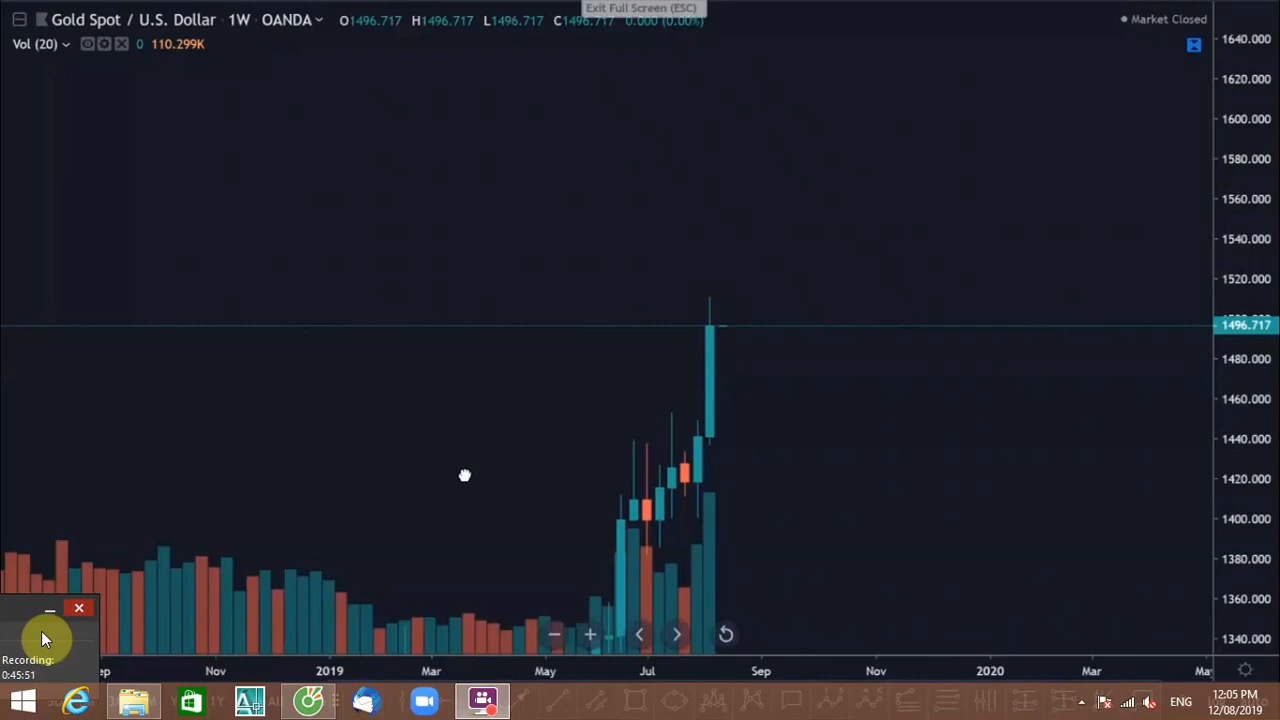 Exit Full Screen (ESC)
Gold Spot / U.S. Dollar · 1W · OANDA O1496.717 H1496.717 L1496.717 C1496.717 0.000 (0.00%)
Market Closed
Vol (20) 0 110.299K
1640.000
1620.000
1600.000
1580.000
1560.000
1540.000
1520.000
1496.717
1480.000
1460.000
1440.000
1420.000
1400.000
1380.000
1360.000
1340.000
Recording:
0:45:51
Nov 2019 Mar May Jul Sep Nov 2020 Mar
ENG
12:05 PM
12/08/2019